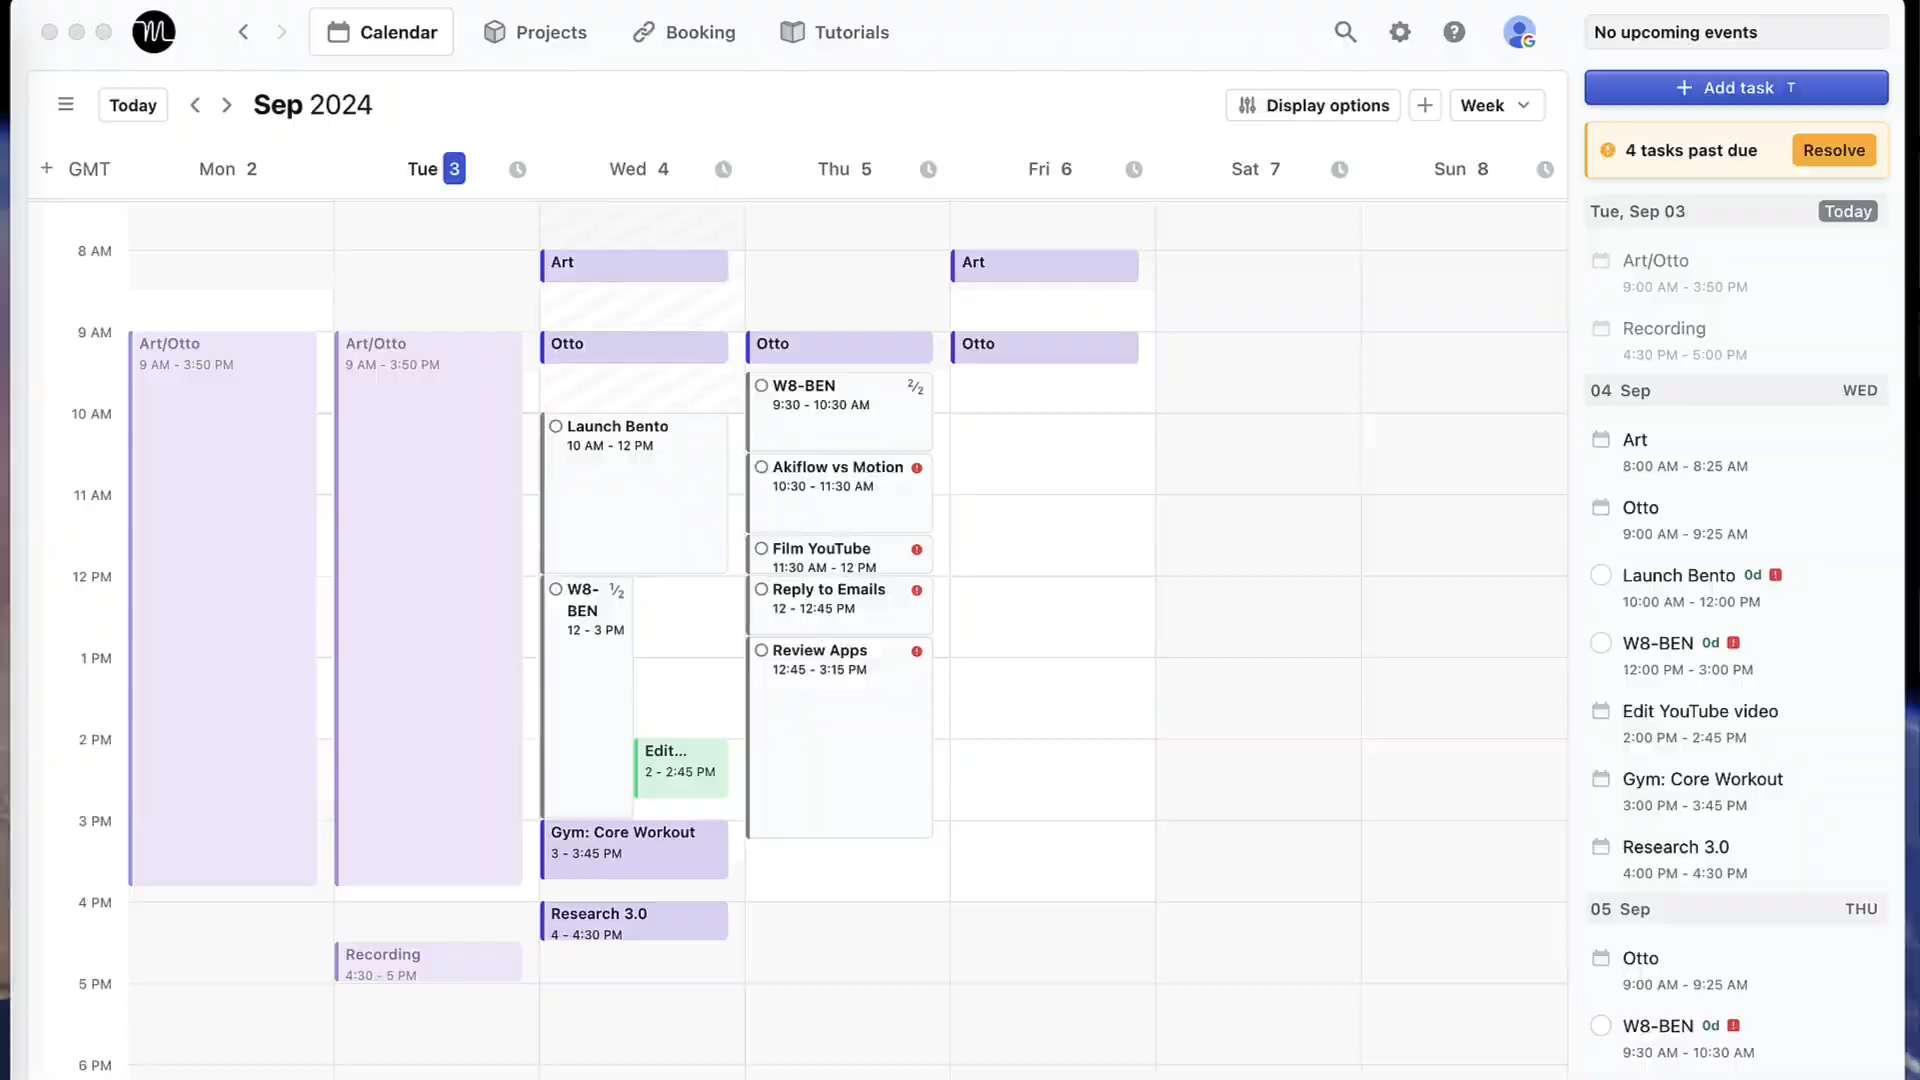 Calendar
Projects
Booking
Tutorials
No upcoming events
Today
Sep 2024
Display options
Week
+ Add task T
4 tasks past due
Resolve
+ GMT
Mon 2
Tue 3
Wed 4
Thu 5
Fri 6
Sat 7
Sun 8
8 AM
9 AM
10 AM
11 AM
12 PM
1 PM
2 PM
3 PM
4 PM
5 PM
6 PM
Art/Otto
9 AM - 3:50 PM
Art/Otto
9 AM - 3:50 PM
Recording
4:30 - 5 PM
Art
Otto
Launch Bento
10 AM - 12 PM
W8-
BEN
1/2
12 - 3 PM
Edit...
2 - 2:45 PM
Gym: Core Workout
3 - 3:45 PM
Research 3.0
4 - 4:30 PM
Otto
W8-BEN 2/2
9:30 - 10:30 AM
Akiflow vs Motion
10:30 - 11:30 AM
Film YouTube
11:30 AM - 12 PM
Reply to Emails
12 - 12:45 PM
Review Apps
12:45 - 3:15 PM
Art
Otto
Tue, Sep 03
Today
Art/Otto
9:00 AM - 3:50 PM
Recording
4:30 PM - 5:00 PM
04 Sep
WED
Art
8:00 AM - 8:25 AM
Otto
9:00 AM - 9:25 AM
Launch Bento 0d
10:00 AM - 12:00 PM
W8-BEN 0d
12:00 PM - 3:00 PM
Edit YouTube video
2:00 PM - 2:45 PM
Gym: Core Workout
3:00 PM - 3:45 PM
Research 3.0
4:00 PM - 4:30 PM
05 Sep
THU
Otto
9:00 AM - 9:25 AM
W8-BEN 0d
9:30 AM - 10:30 AM